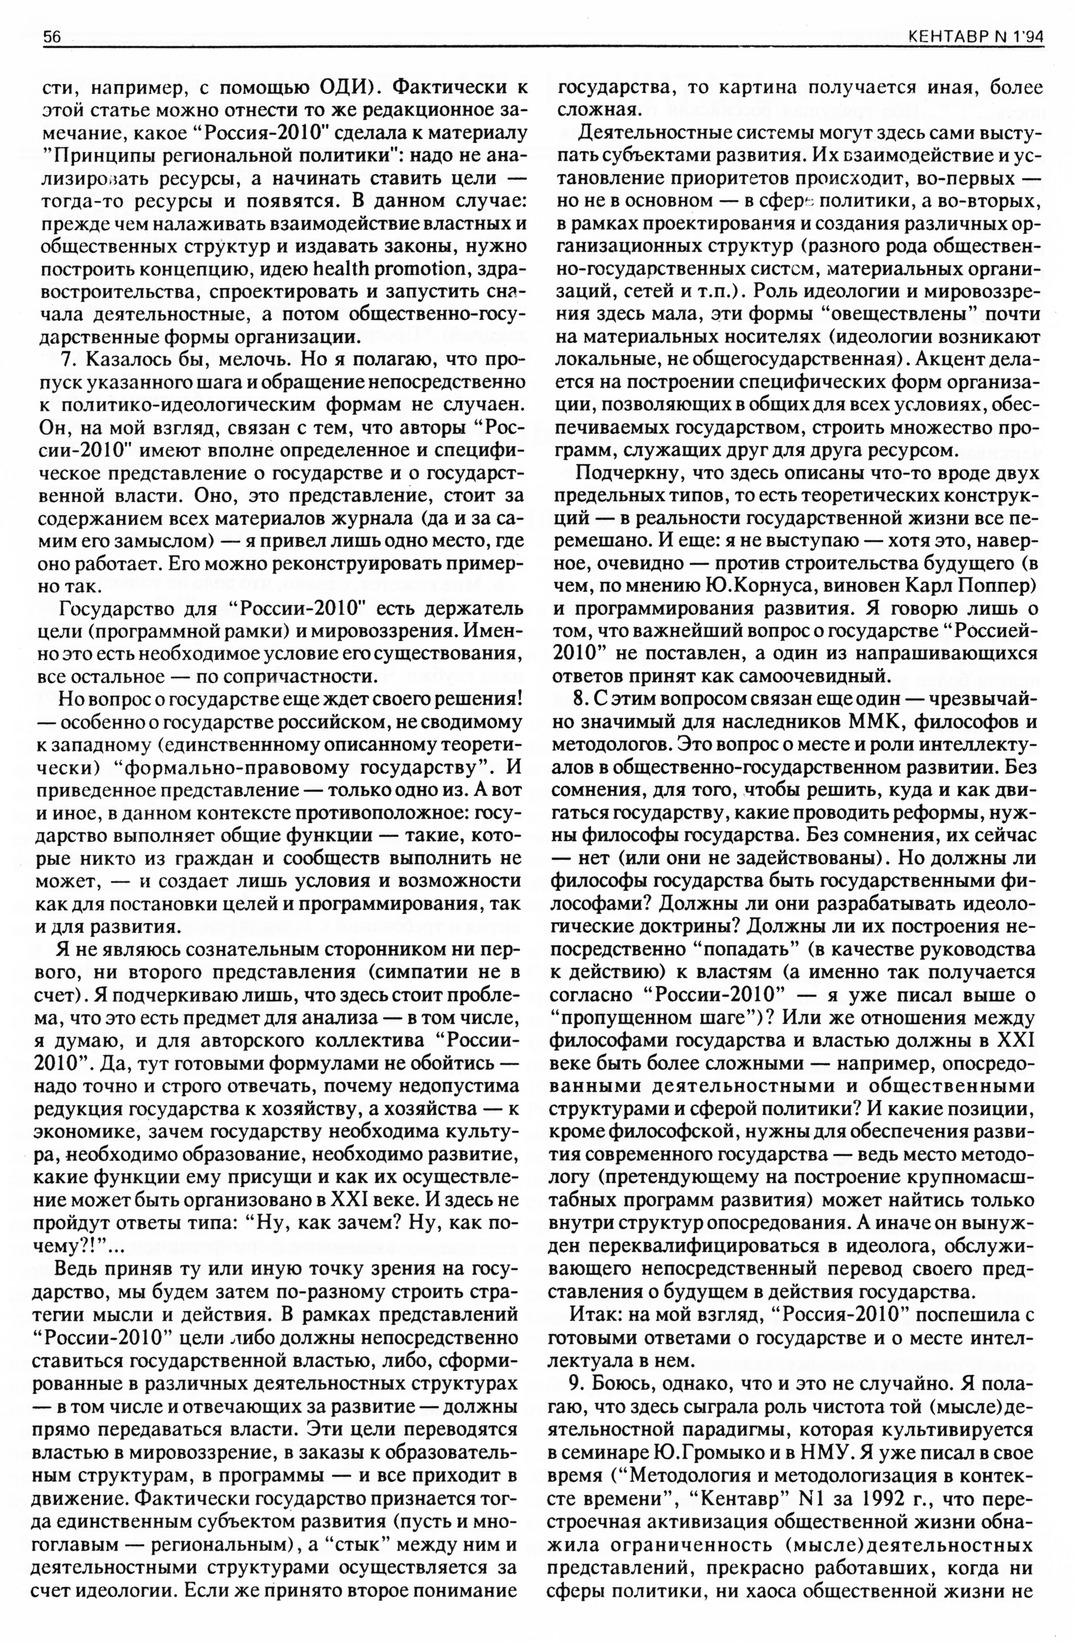 56
КЕНТАВР N 1'94
сти, например, с помощью ОДИ). Фактически к
этой статье можно отнести то же редакционное за-
мечание, какое “Россия-2010" сделала к материалу
”Принципы региональной политики": надо не ана-
лизировать ресурсы, а начинать ставить цели —
тогда-то ресурсы и появятся. В данном случае:
прежде чем налаживать взаимодействие властных и
общественных структур и издавать законы, нужно
построить концепцию, идею health promotion, здра-
востроительства, спроектировать и запустить сна-
чала деятельностные, а потом общественно-госу-
дарственные формы организации.
7. Казалось бы, мелочь. Но я полагаю, что про-
пуск указанного шага и обращение непосредственно
к политико-идеологическим формам не случаен.
Он, на мой взгляд, связан с тем, что авторы “Рос-
сии-2010" имеют вполне определенное и специфи-
ческое представление о государстве и о государст-
венной власти. Оно, это представление, стоит за
содержанием всех материалов журнала (да и за са-
мим его замыслом) — я привел лишь одно место, где
оно работает. Его можно реконструировать пример-
но так.
Государство для “России-2010" есть держатель
цели (программной рамки) и мировоззрения. Имен-
но это есть необходимое условие его существования,
все остальное — по сопричастности.
Но вопрос о государстве еще ждет своего решения!
— особенно о государстве российском, не сводимому
к западному (единственнному описанному теорети-
чески) “формально-правовому государству”. И
приведенное представление — только одно из. А вот
и иное, в данном контексте противоположное: госу-
дарство выполняет общие функции — такие, кото-
рые никто из граждан и сообществ выполнить не
может, — и создает лишь условия и возможности
как для постановки целей и программирования, так
и для развития.
Я не являюсь сознательным сторонником ни пер-
вого, ни второго представления (симпатии не в
счет). Я подчеркиваю лишь, что здесь стоит пробле-
ма, что это есть предмет для анализа — в том числе,
я думаю, и для авторского коллектива “России-
2010”. Да, тут готовыми формулами не обойтись —
надо точно и строго отвечать, почему недопустима
редукция государства к хозяйству, а хозяйства — к
экономике, зачем государству необходима культу-
ра, необходимо образование, необходимо развитие,
какие функции ему присущи и как их осуществле-
ние может быть организовано в XXI веке. И здесь не
пройдут ответы типа: “Ну, как зачем? Ну, как по-
чему?!”...
Ведь приняв ту или иную точку зрения на госу-
дарство, мы будем затем по-разному строить стра-
тегии мысли и действия. В рамках представлений
“России-2010” цели либо должны непосредственно
ставиться государственной властью, либо, сформи-
рованные в различных деятельностных структурах
— в том числе и отвечающих за развитие — должны
прямо передаваться власти. Эти цели переводятся
властью в мировоззрение, в заказы к образователь-
ным структурам, в программы — и все приходит в
движение. Фактически государство признается тог-
да единственным субъектом развития (пусть и мно-
гоглавым — региональным), а “стык” между ним и
деятельностными структурами осуществляется за
счет идеологии. Если же принято второе понимание
государства, то картина получается иная, более
сложная.
Деятельностные системы могут здесь сами высту-
пать субъектами развития. Их взаимодействие и ус-
тановление приоритетов происходит, во-первых —
но не в основном — в сфере политики, а во-вторых,
в рамках проектирования и создания различных ор-
ганизационных структур (разного рода обществен-
но-государственных систем, материальных органи-
заций, сетей и т.п.). Роль идеологии и мировоззре-
ния здесь мала, эти формы “овеществлены” почти
на материальных носителях (идеологии возникают
локальные, не общегосударственная). Акцент дела-
ется на построении специфических форм организа-
ции, позволяющих в общих для всех условиях, обес-
печиваемых государством, строить множество про-
грамм, служащих друг для друга ресурсом.
Подчеркну, что здесь описаны что-то вроде двух
предельных типов, то есть теоретических конструк-
ций — в реальности государственной жизни все пе-
ремешано. И еще: я не выступаю — хотя это, навер-
ное, очевидно — против строительства будущего (в
чем, по мнению Ю.Корнуса, виновен Карл Поппер)
и программирования развития. Я говорю лишь о
том, что важнейший вопрос о государстве “Россией-
2010” не поставлен, а один из напрашивающихся
ответов принят как самоочевидный.
8. С этим вопросом связан еще один — чрезвычай-
но значимый для наследников ММК, философов и
методологов. Это вопрос о месте и роли интеллекту-
алов в общественно-государственном развитии. Без
сомнения, для того, чтобы решить, куда и как дви-
гаться государству, какие проводить реформы, нуж-
ны философы государства. Без сомнения, их сейчас
— нет (или они не задействованы). Но должны ли
философы государства быть государственными фи-
лософами? Должны ли они разрабатывать идеоло-
гические доктрины? Должны ли их построения не-
посредственно “попадать” (в качестве руководства
к действию) к властям (а именно так получается
согласно “России-2010” — я уже писал выше о
“пропущенном шаге”)? Или же отношения между
философами государства и властью должны в XXI
веке быть более сложными — например, опосредо-
ванными деятельностными и общественными
структурами и сферой политики? И какие позиции,
кроме философской, нужны для обеспечения разви-
тия современного государства — ведь место методо-
логу (претендующему на построение крупномасш-
табных программ развития) может найтись только
внутри структур опосредования. А иначе он вынуж-
ден переквалифицироваться в идеолога, обслужи-
вающего непосредственный перевод своего пред-
ставления о будущем в действия государства.
Итак: на мой взгляд, “Россия-2010” поспешила с
готовыми ответами о государстве и о месте интел-
лектуала в нем.
9. Боюсь, однако, что и это не случайно. Я пола-
гаю, что здесь сыграла роль чистота той (мысле)де-
ятельностной парадигмы, которая культивируется
в семинаре Ю.Громыко и в НМУ. Я уже писал в свое
время (“Методология и методологизация в контек-
сте времени”, “Кентавр” N1 за 1992 г., что пере-
строечная активизация общественной жизни обна-
жила ограниченность (мысле)деятельностных
представлений, прекрасно работавших, когда ни
сферы политики, ни хаоса общественной жизни не